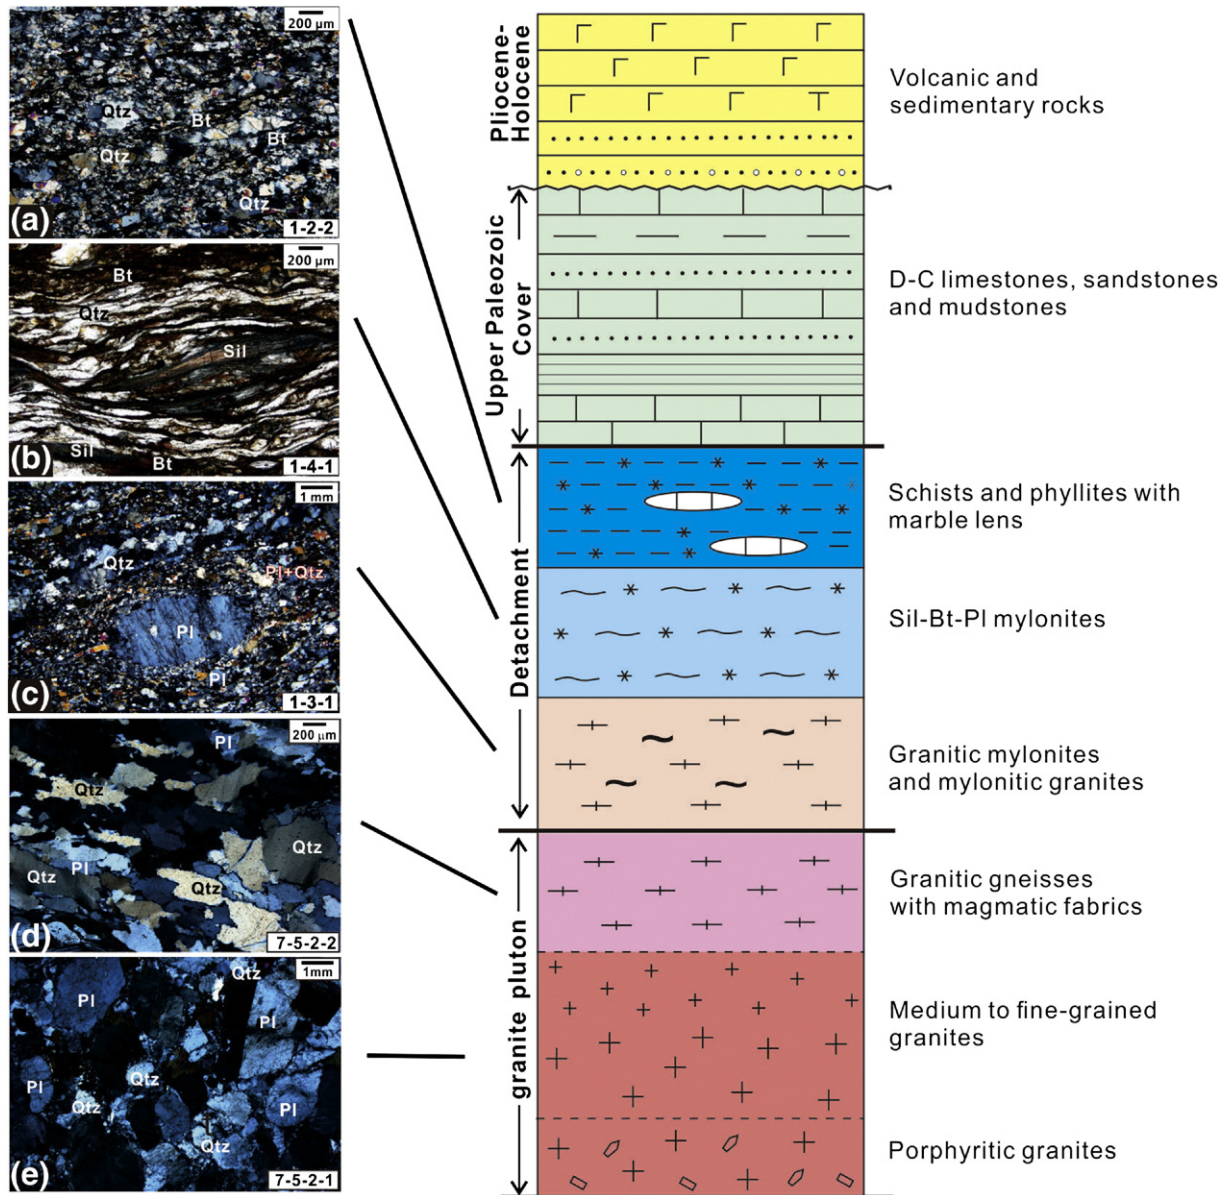 200 µm
Qtz
Bt
Bt
Qtz
Qtz
(a)
1-2-2
200 µm
Bt
Qtz
Sil
Sil
Bt
(b)
1-4-1
1 mm
Qtz
Pl+Qtz
Pl
Pl
(c)
1-3-1
200 µm
Pl
Qtz
Qtz
Pl
Qtz
Qtz
(d)
7-5-2-2
1mm
Qtz
Pl
Pl
Qtz
Pl
Qtz
Pl
Qtz
(e)
7-5-2-1
Pliocene-
Holocene
Upper Paleozoic
Cover
Detachment
granite pluton
Volcanic and
sedimentary rocks
D-C limestones, sandstones
and mudstones
Schists and phyllites with
marble lens
Sil-Bt-Pl mylonites
Granitic mylonites
and mylonitic granites
Granitic gneisses
with magmatic fabrics
Medium to fine-grained
granites
Porphyritic granites